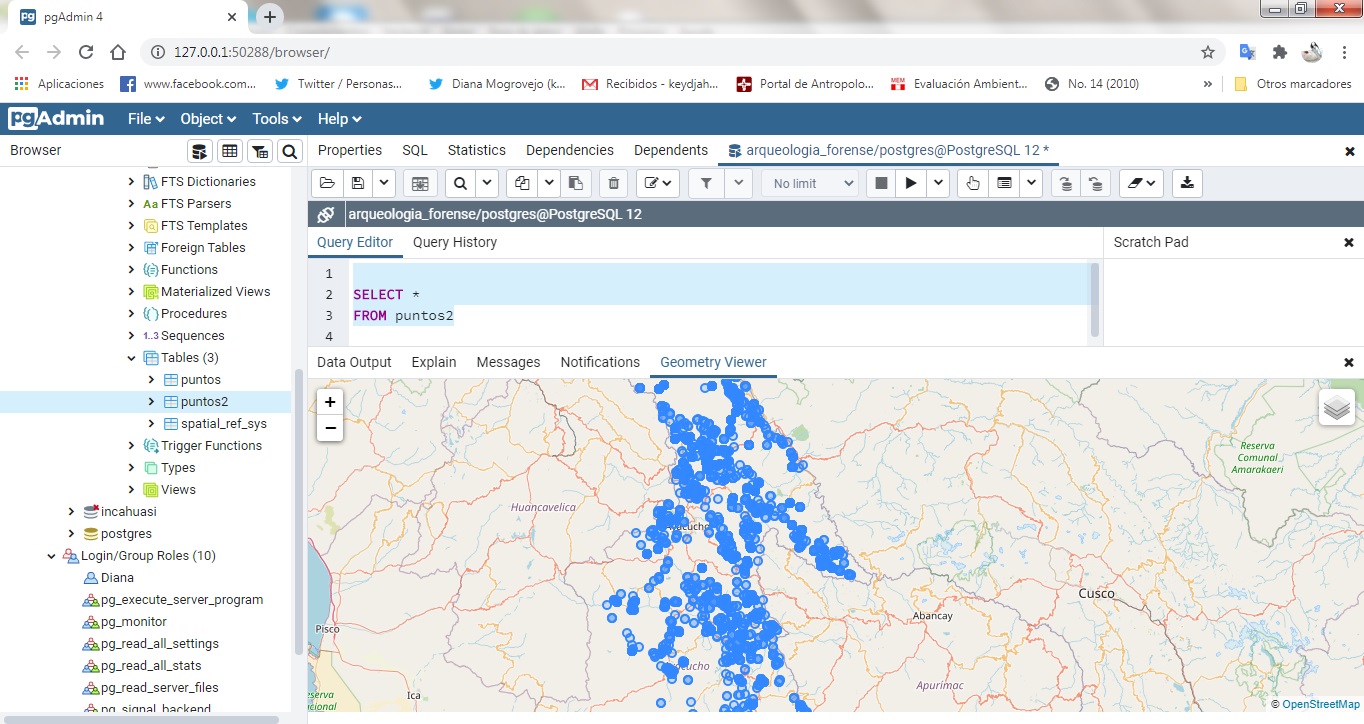 pgAdmin 4
127.0.0.1:50288/browser/
Aplicaciones www.facebook.com... Twitter / Personas... Diana Mogrovejo (k... Recibidos - keydjah... Portal de Antropolo... MEM Evaluación Ambient... No. 14 (2010) » Otros marcadores
pgAdmin File Object Tools Help
Browser Properties SQL Statistics Dependencies Dependents arqueologia_forense/postgres@PostgreSQL 12 *
No limit
arqueologia_forense/postgres@PostgreSQL 12
Query Editor Query History Scratch Pad
1
2 SELECT *
3 FROM puntos2
4
Data Output Explain Messages Notifications Geometry Viewer
FTS Dictionaries
Aa FTS Parsers
FTS Templates
Foreign Tables
Functions
Materialized Views
Procedures
1..3 Sequences
Tables (3)
puntos
puntos2
spatial_ref_sys
Trigger Functions
Types
Views
incahuasi
postgres
Login/Group Roles (10)
Diana
pg_execute_server_program
pg_monitor
pg_read_all_settings
pg_read_all_stats
pg_read_server_files
pg_signal_backend
+
−
Reserva
Comunal
Amarakaeri
Huancavelica
Cusco
Abancay
Pisco
Apurímac
Ica
© OpenStreetMap